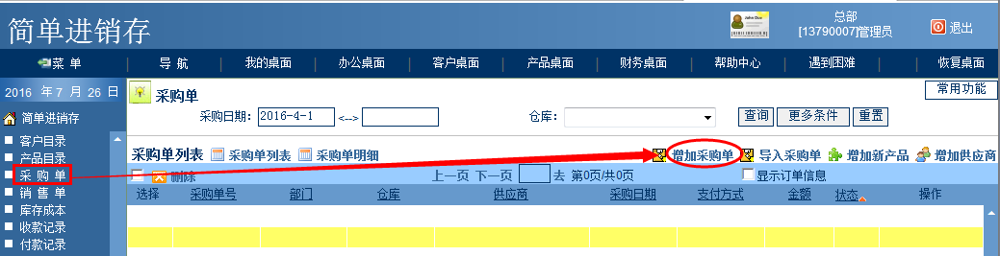 简单进销存
John Doe
总部
[13790007]管理员
退出
菜 单 导 航 我的桌面 办公桌面 客户桌面 产品桌面 财务桌面 帮助中心 遇到困难 恢复桌面
2016 年 7 月 26 日
采购单
常用功能
采购日期: 2016-4-1 <--> 仓库: 查询 更多条件 重置
简单进销存
客户目录
产品目录
采 购 单
销 售 单
库存成本
收款记录
付款记录
采购单列表 采购单列表 采购单明细 增加采购单 导入采购单 增加新产品 增加供应商
删除 上一页 下一页 去 第0页/共0页 显示订单信息
选择 采购单号 部门 仓库 供应商 采购日期 支付方式 金额 状态 操作